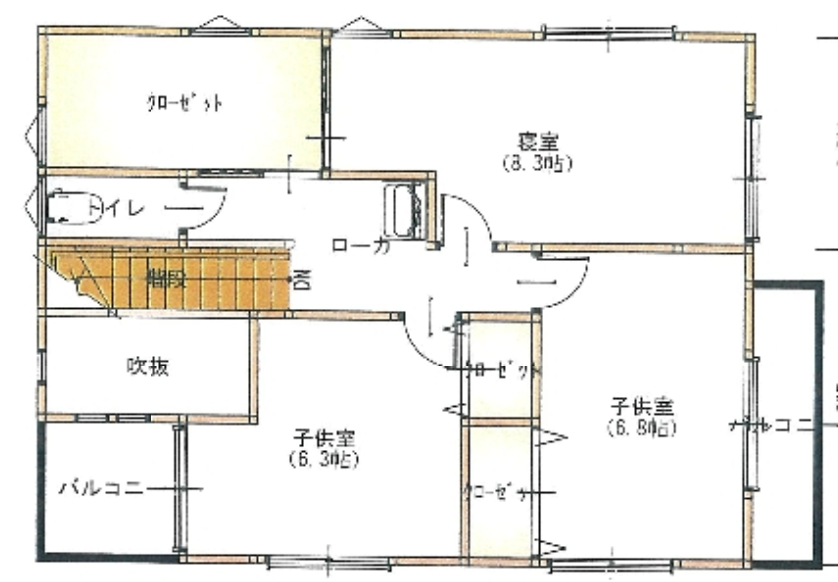 クローゼット
寝室
(8.3帖)
トイレ
ローカ
階段
DN
吹抜
クローゼット
子供室
(6.3帖)
子供室
(6.8帖)
バルコニー
バルコニー
クローゼット